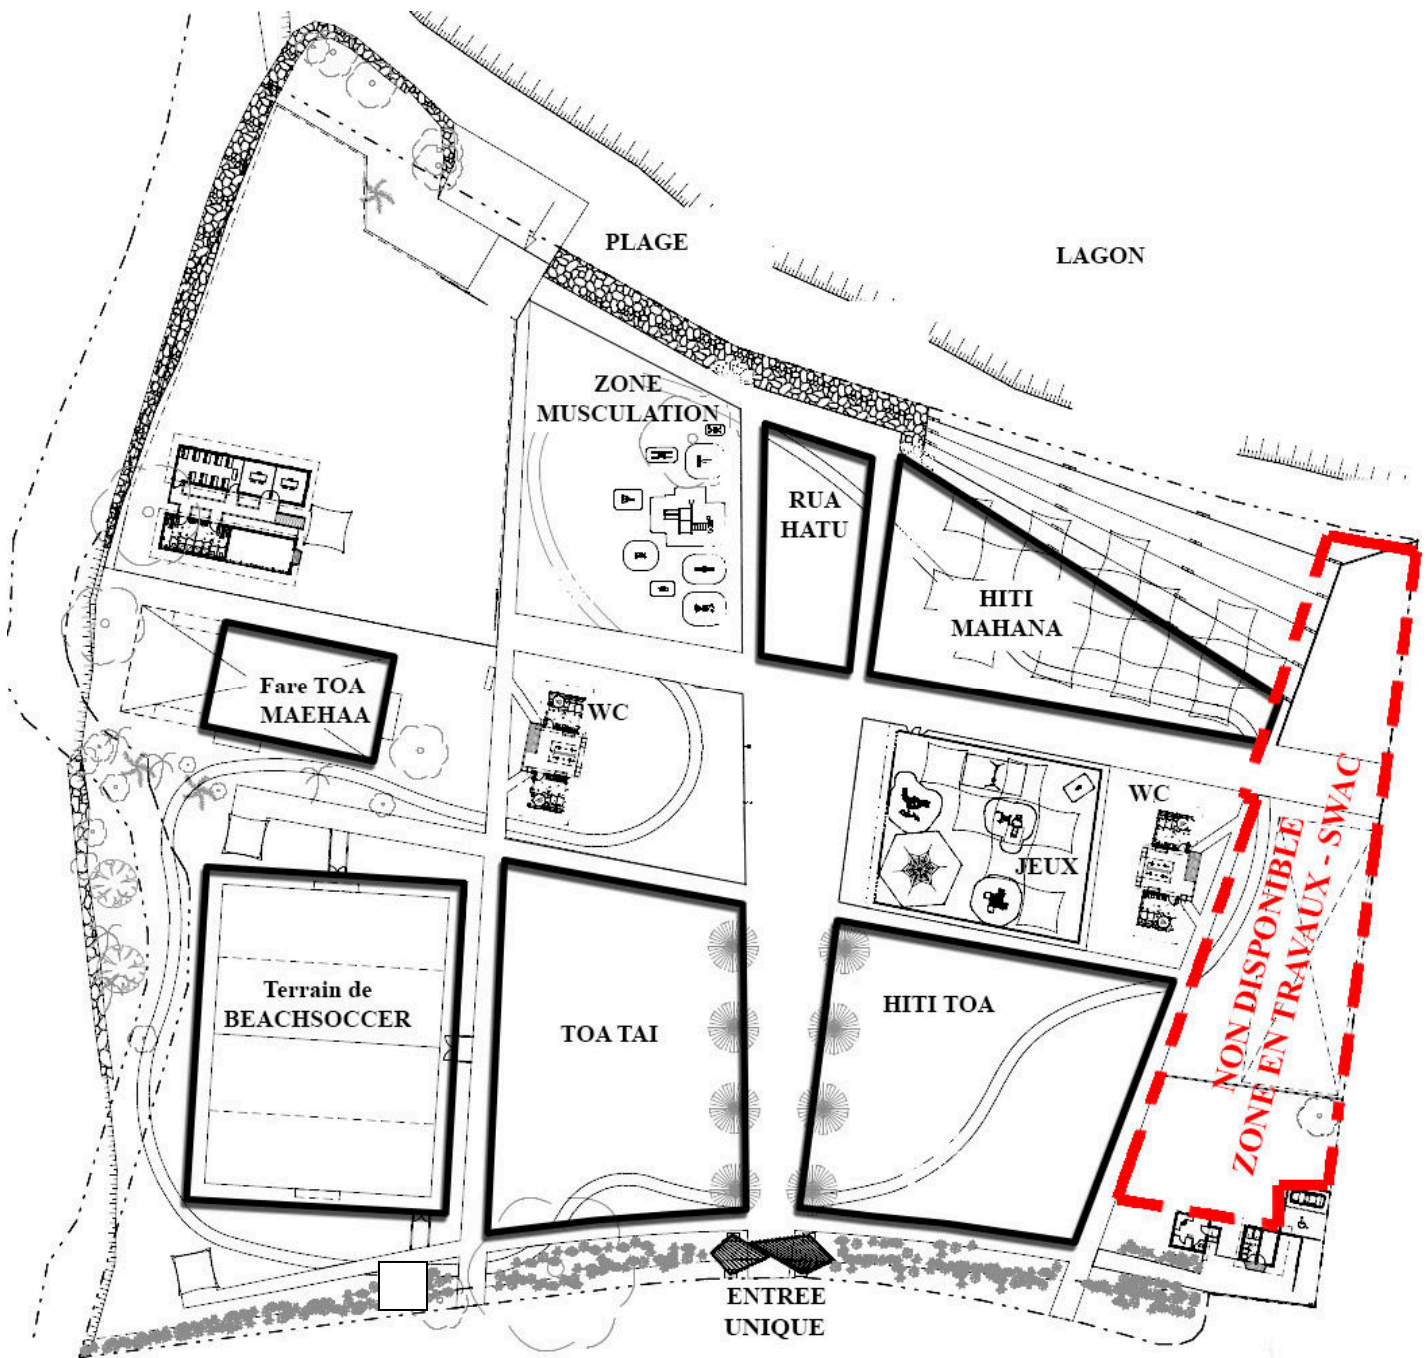 PLAGE
LAGON
ZONE
MUSCULATION
RUA
HATU
HITI
MAHANA
Fare TOA
MAEHAA
WC
WC
JEUX
NON DISPONIBLE
ZONE EN TRAVAUX - SWAC
Terrain de
BEACHSOCCER
TOA TAI
HITI TOA
ENTREE
UNIQUE